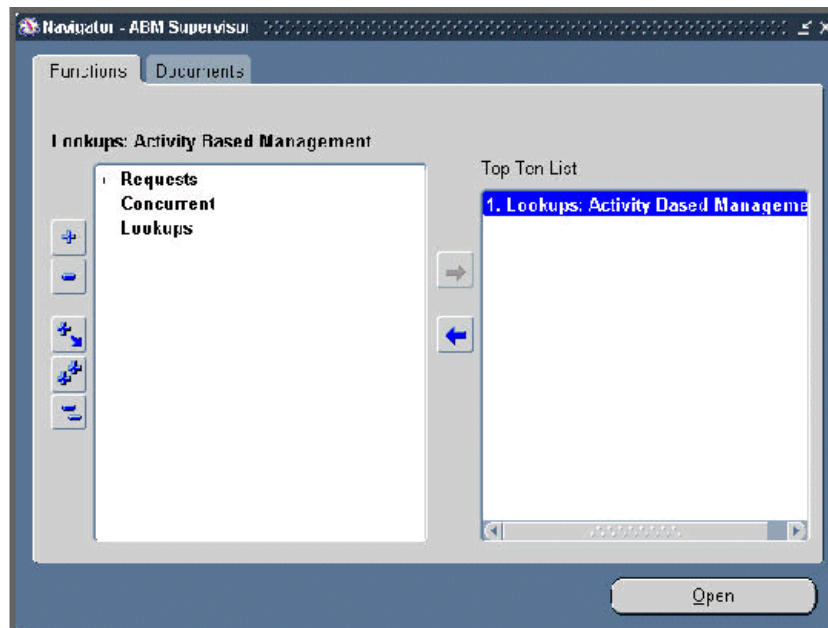 Navigator - ABM Supervisor
Functions
Documents
Lookups: Activity Based Management
Requests
Concurrent
Lookups
Top Ten List
1. Lookups: Activity Based Manageme
Open